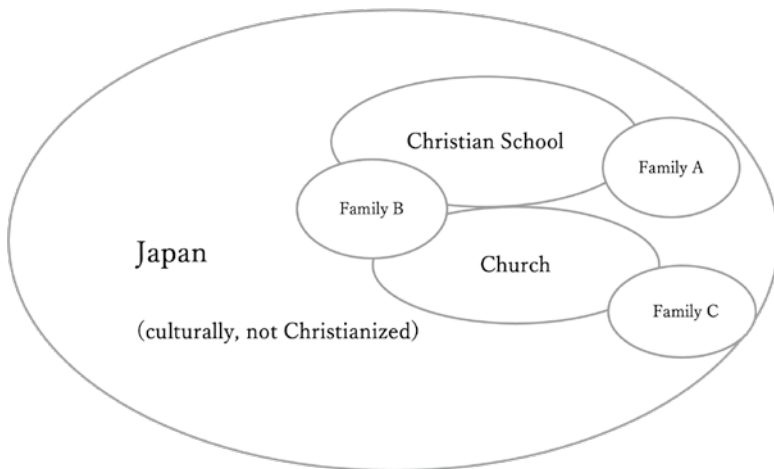 Christian School
Family A
Family B
Japan
Church
Family C
(culturally, not Christianized)